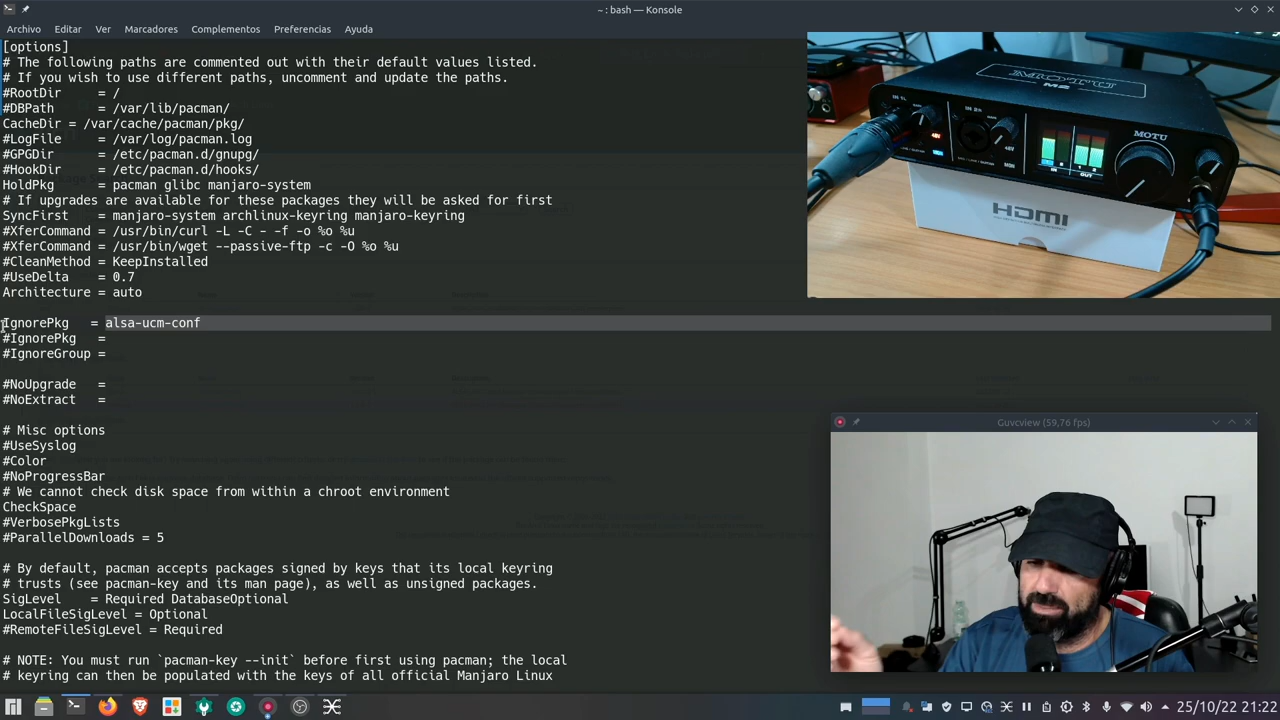 ~ : bash — Konsole
Archivo Editar Ver Marcadores Complementos Preferencias Ayuda
[options]
# The following paths are commented out with their default values listed.
# If you wish to use different paths, uncomment and update the paths.
#RootDir     = /
#DBPath      = /var/lib/pacman/
CacheDir = /var/cache/pacman/pkg/
#LogFile     = /var/log/pacman.log
#GPGDir      = /etc/pacman.d/gnupg/
#HookDir     = /etc/pacman.d/hooks/
HoldPkg      = pacman glibc manjaro-system
# If upgrades are available for these packages they will be asked for first
SyncFirst    = manjaro-system archlinux-keyring manjaro-keyring
#XferCommand = /usr/bin/curl -L -C - -f -o %o %u
#XferCommand = /usr/bin/wget --passive-ftp -c -O %o %u
#CleanMethod = KeepInstalled
#UseDelta    = 0.7
Architecture = auto
IgnorePkg   = alsa-ucm-conf
#IgnorePkg   =
#IgnoreGroup =
#NoUpgrade   =
#NoExtract   =
# Misc options
#UseSyslog
#Color
#NoProgressBar
# We cannot check disk space from within a chroot environment
CheckSpace
#VerbosePkgLists
#ParallelDownloads = 5
# By default, pacman accepts packages signed by keys that its local keyring
# trusts (see pacman-key and its man page), as well as unsigned packages.
SigLevel    = Required DatabaseOptional
LocalFileSigLevel = Optional
#RemoteFileSigLevel = Required
# NOTE: You must run `pacman-key --init` before first using pacman; the local
# keyring can then be populated with the keys of all official Manjaro Linux
MOTU
M2
IN 1L
IN 2R
48V
48V
MON
IN
OUT
MOTU
HDMI
Guvcview (59,76 fps)
25/10/22 21:22